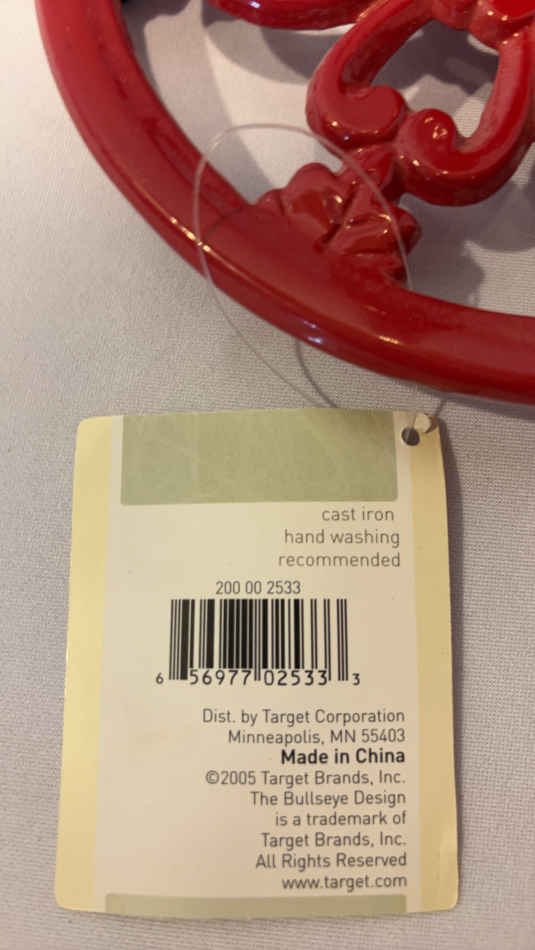 cast iron
hand washing
recommended
200 00 2533
6 56977 02533 3
Dist. by Target Corporation
Minneapolis, MN 55403
Made in China
©2005 Target Brands, Inc.
The Bullseye Design
is a trademark of
Target Brands, Inc.
All Rights Reserved
www.target.com